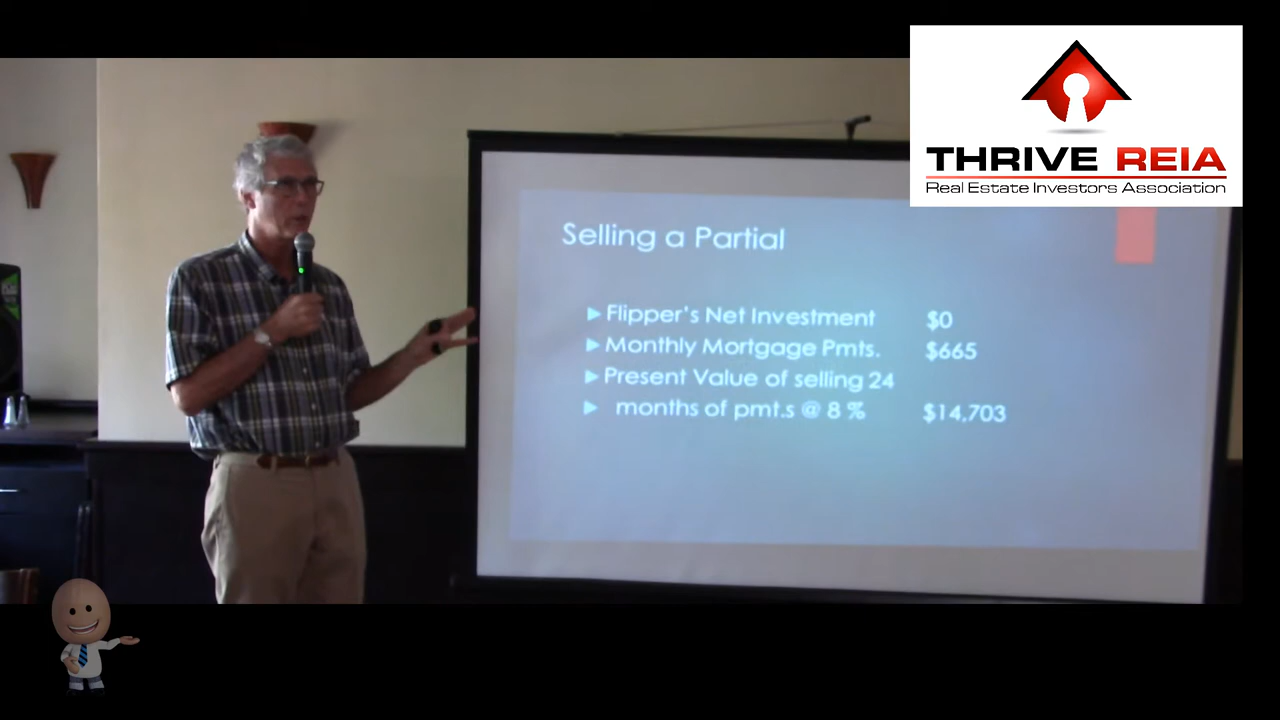 THRIVE REIA
Real Estate Investors Association
Selling a Partial
Flipper's Net Investment $0
Monthly Mortgage Pmts. $665
Present Value of selling 24
months of pmt.s @ 8 % $14,703